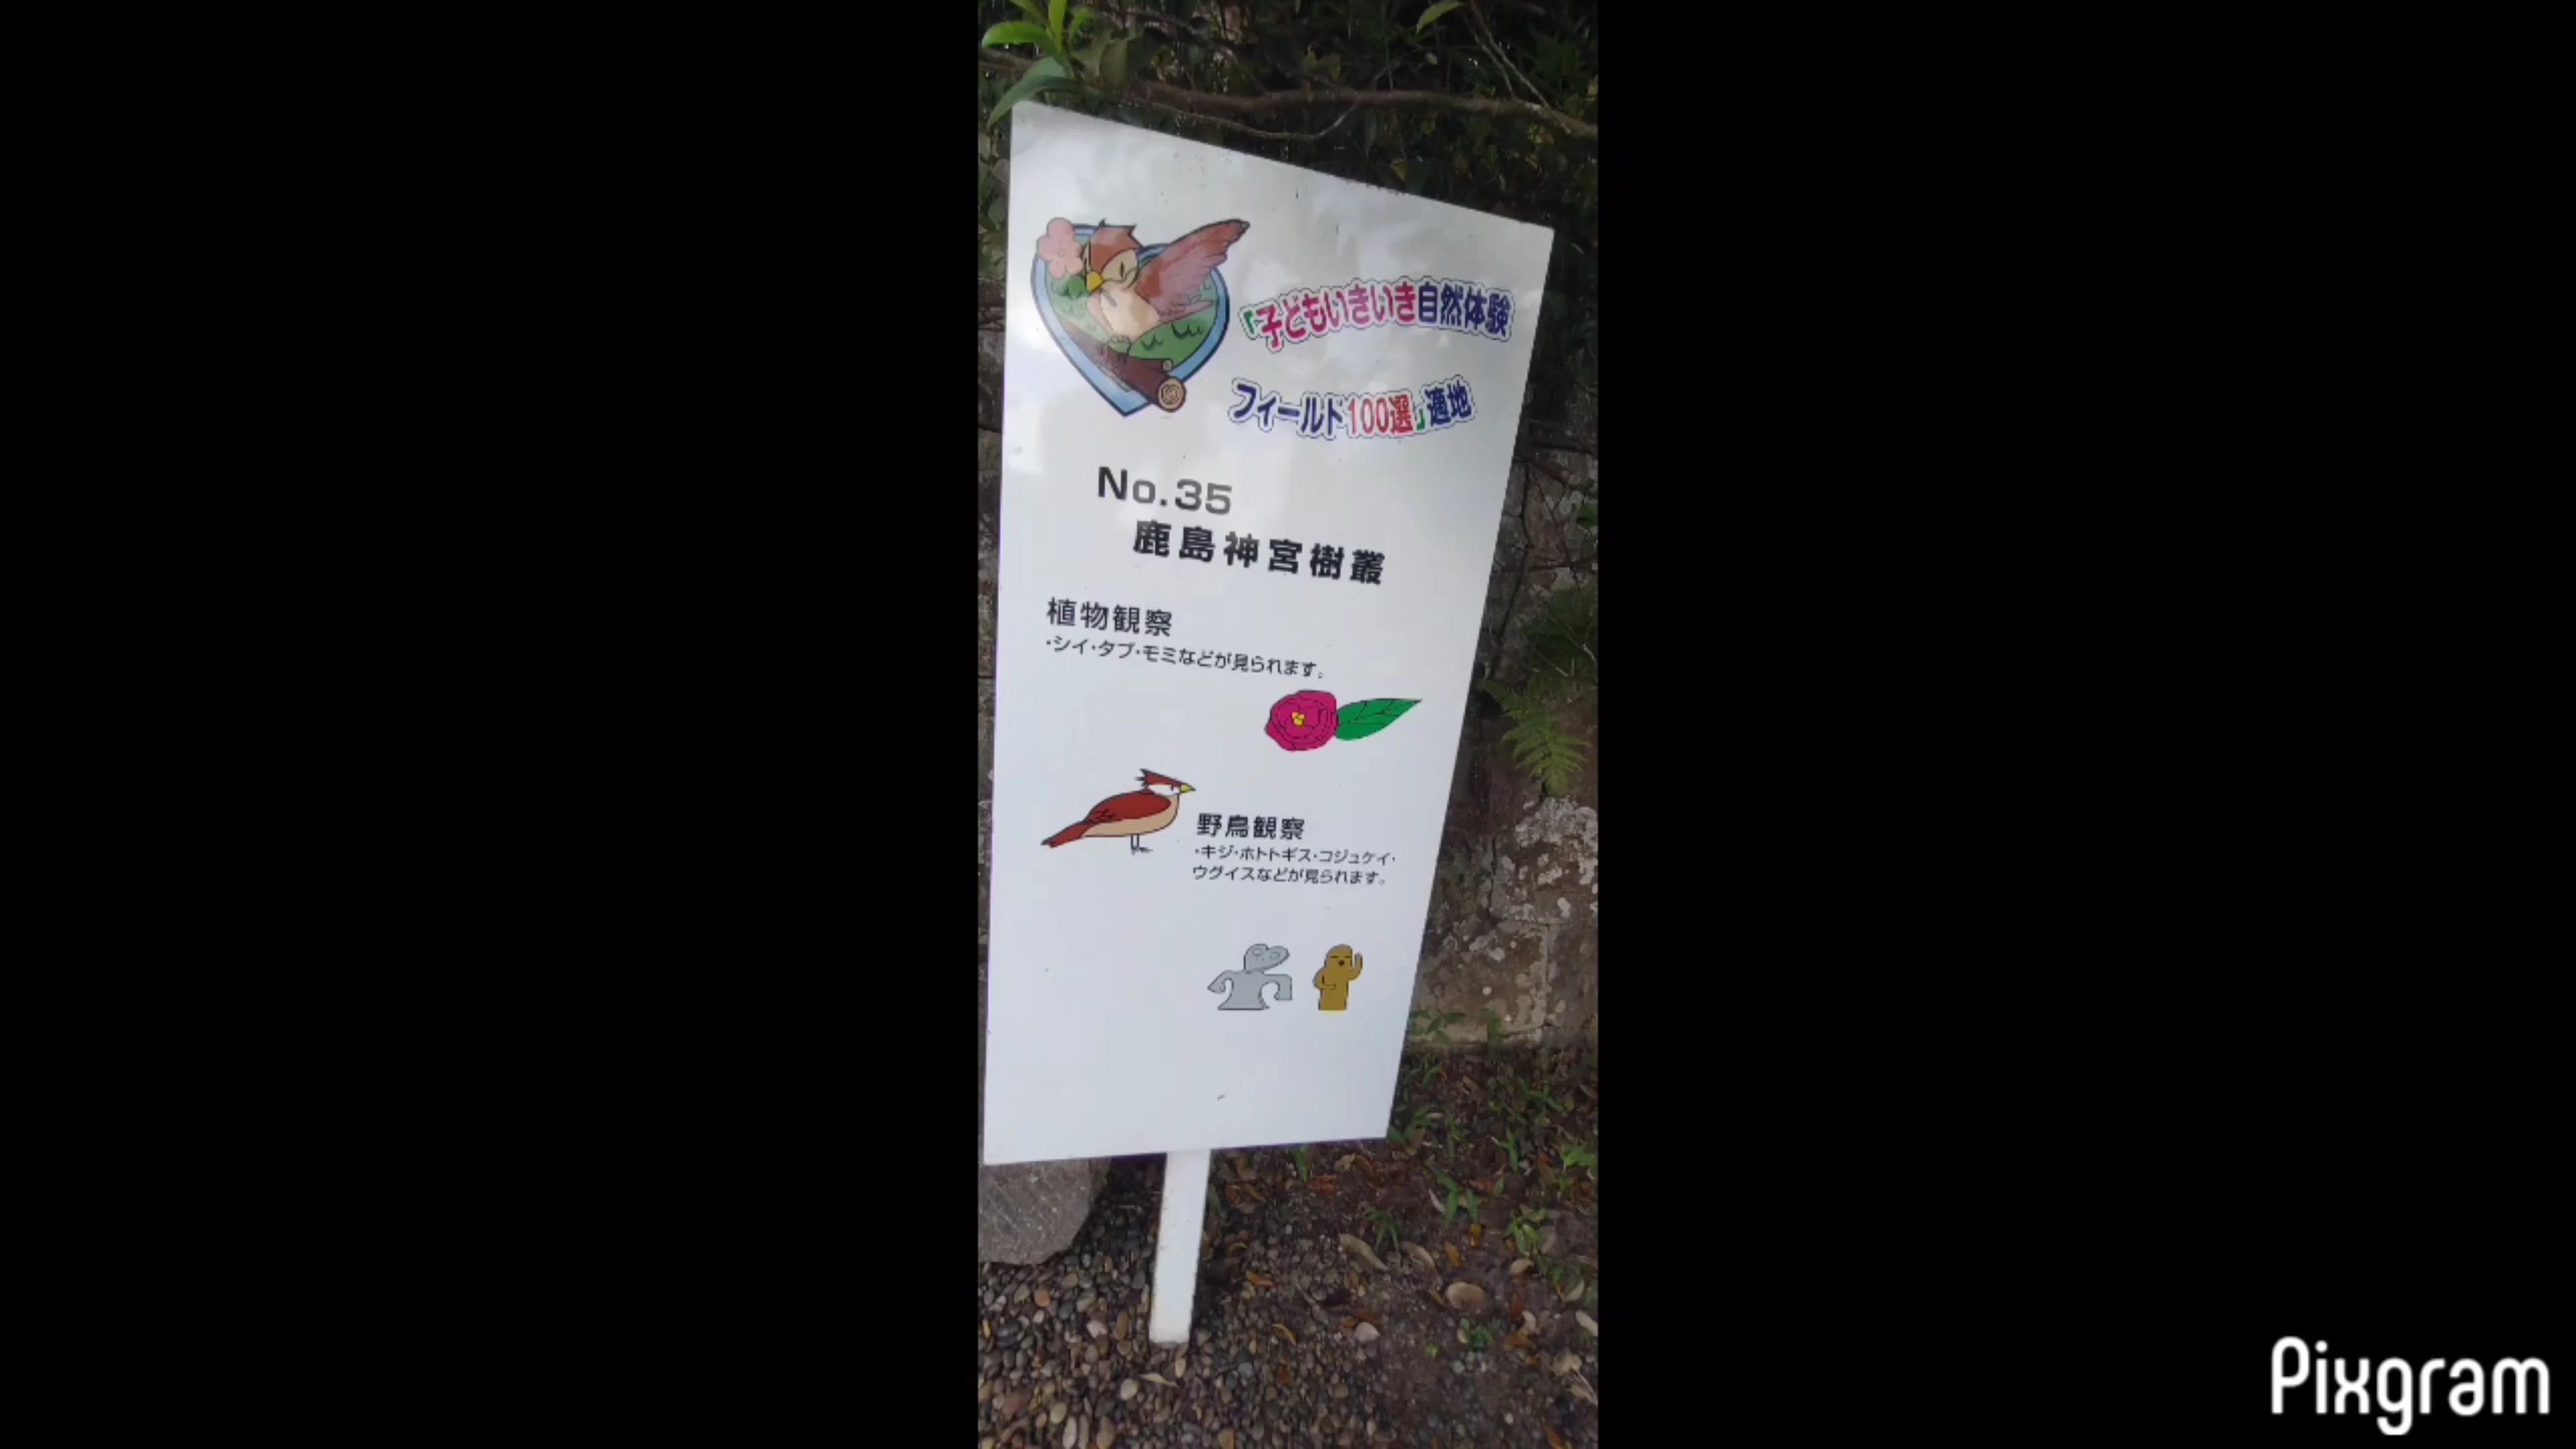 「子どもいきいき自然体験
フィールド100選」適地
No.35
鹿島神宮樹叢
植物観察
・シイ・タブ・モミなどが見られます。
野鳥観察
・キジ・ホトトギス・コジュケイ・
ウグイスなどが見られます。
Pixgram